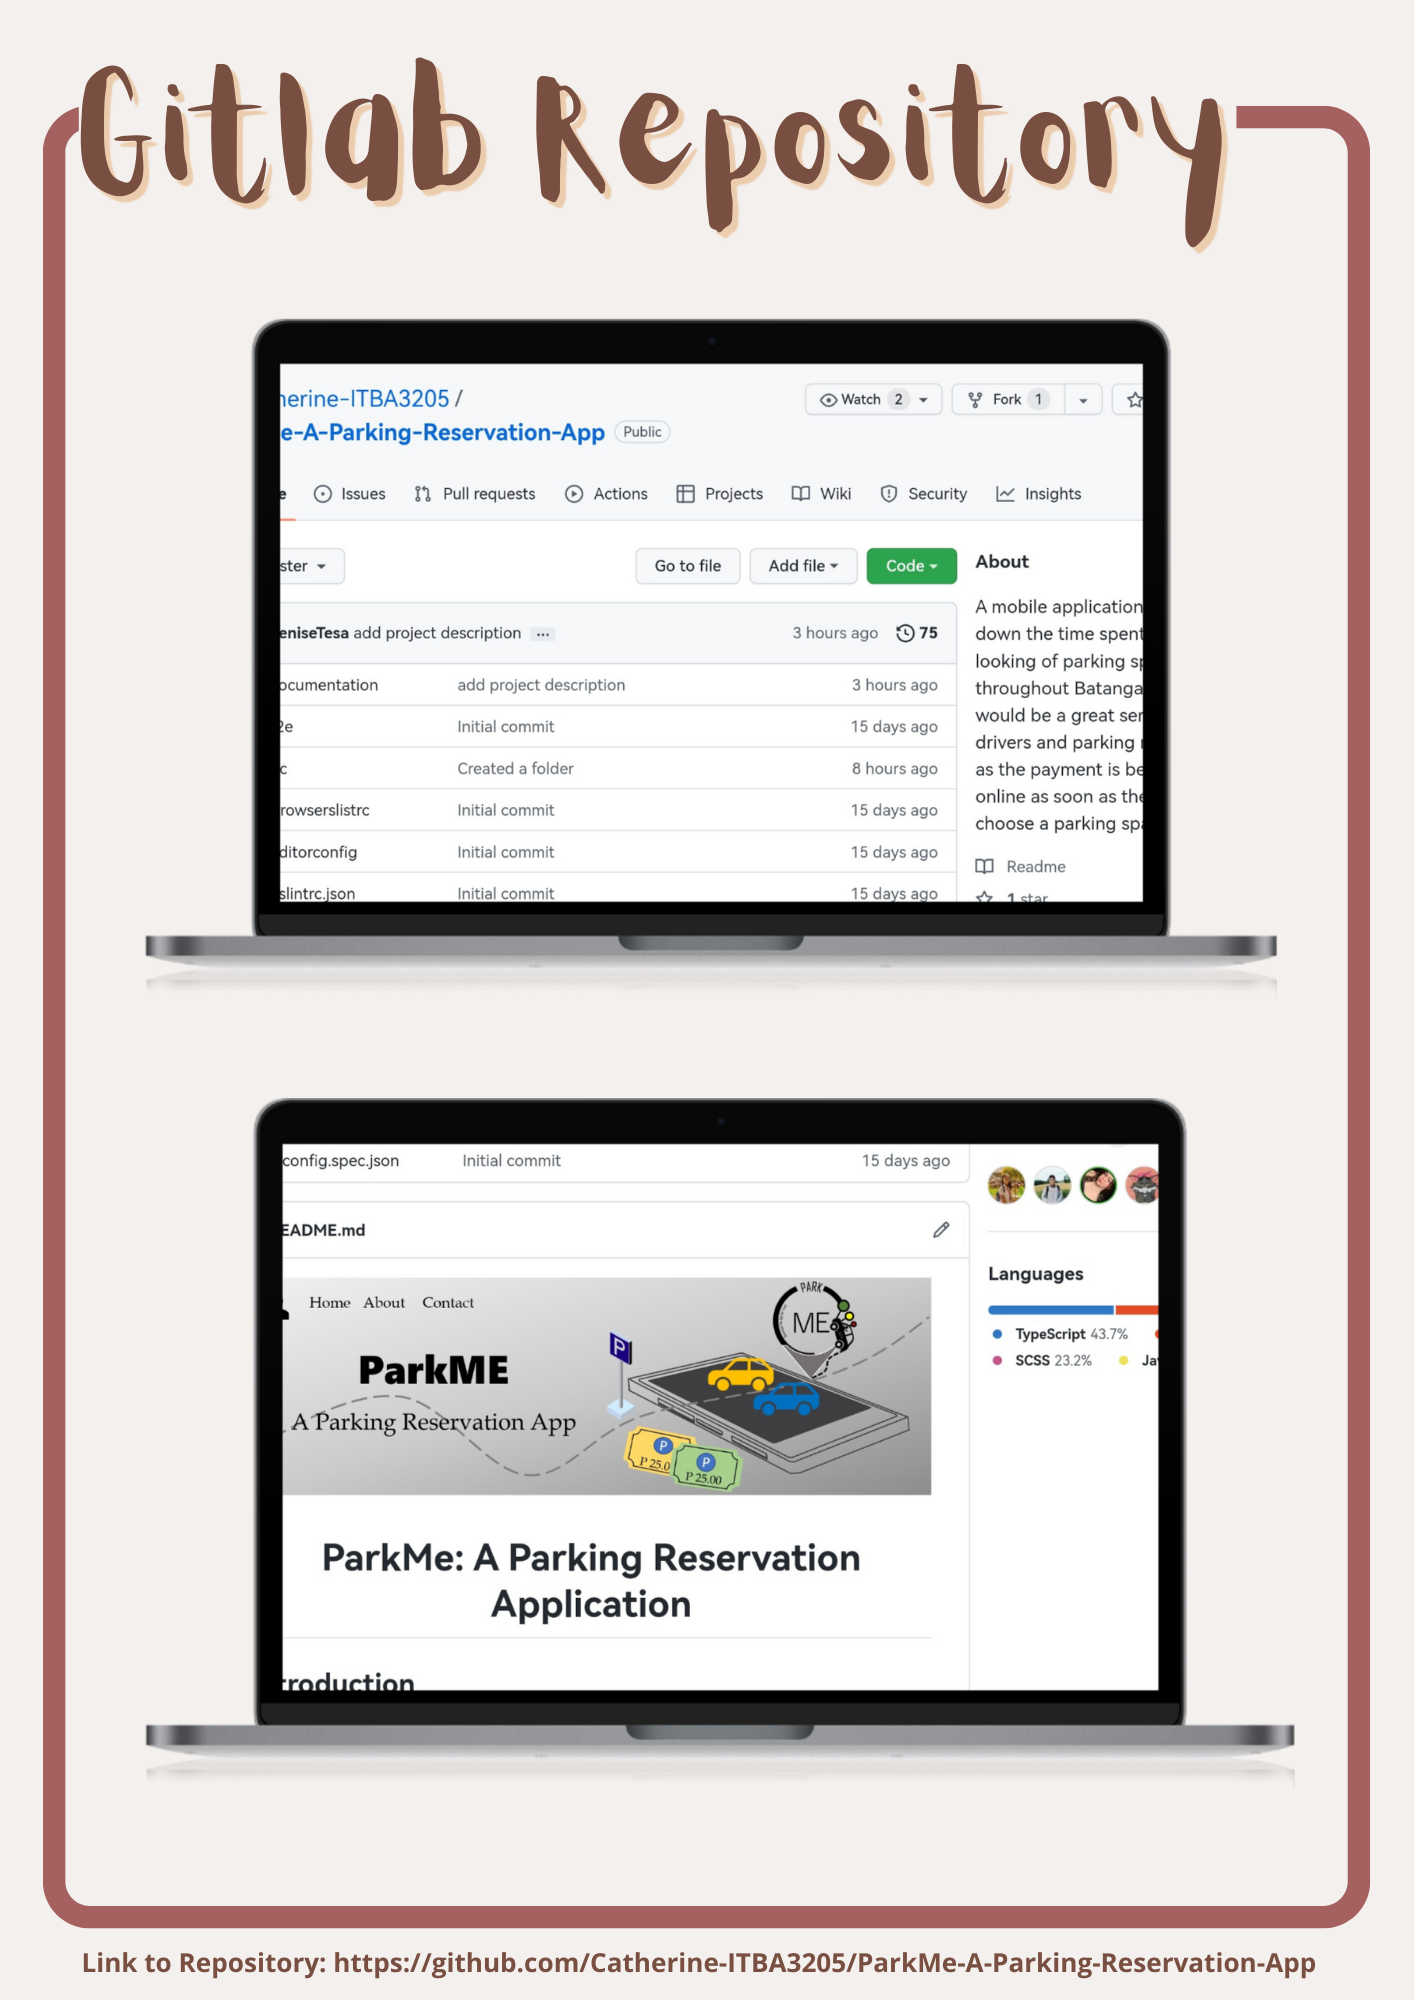 Gitlab Repository
herine-ITBA3205 /
e-A-Parking-Reservation-App Public
Watch 2
Fork 1
e Issues Pull requests Actions Projects Wiki Security Insights
ster
Go to file
Add file
Code
eniseTesa add project description ... 3 hours ago 75
ocumentation add project description 3 hours ago
2e Initial commit 15 days ago
c Created a folder 8 hours ago
rowserslistrc Initial commit 15 days ago
ditorconfig Initial commit 15 days ago
slintrc.json Initial commit 15 days ago
About
A mobile application
down the time spent
looking of parking sp
throughout Batanga
would be a great ser
drivers and parking
as the payment is be
online as soon as the
choose a parking spa
Readme
1 star
config.spec.json Initial commit 15 days ago
EADME.md
Home About Contact
ParkME
A Parking Reservation App
PARK
ME
P
P
P 25.0
P
P 25.00
ParkMe: A Parking Reservation
Application
troduction
Languages
TypeScript 43.7%
SCSS 23.2% Ja
Link to Repository: https://github.com/Catherine-ITBA3205/ParkMe-A-Parking-Reservation-App